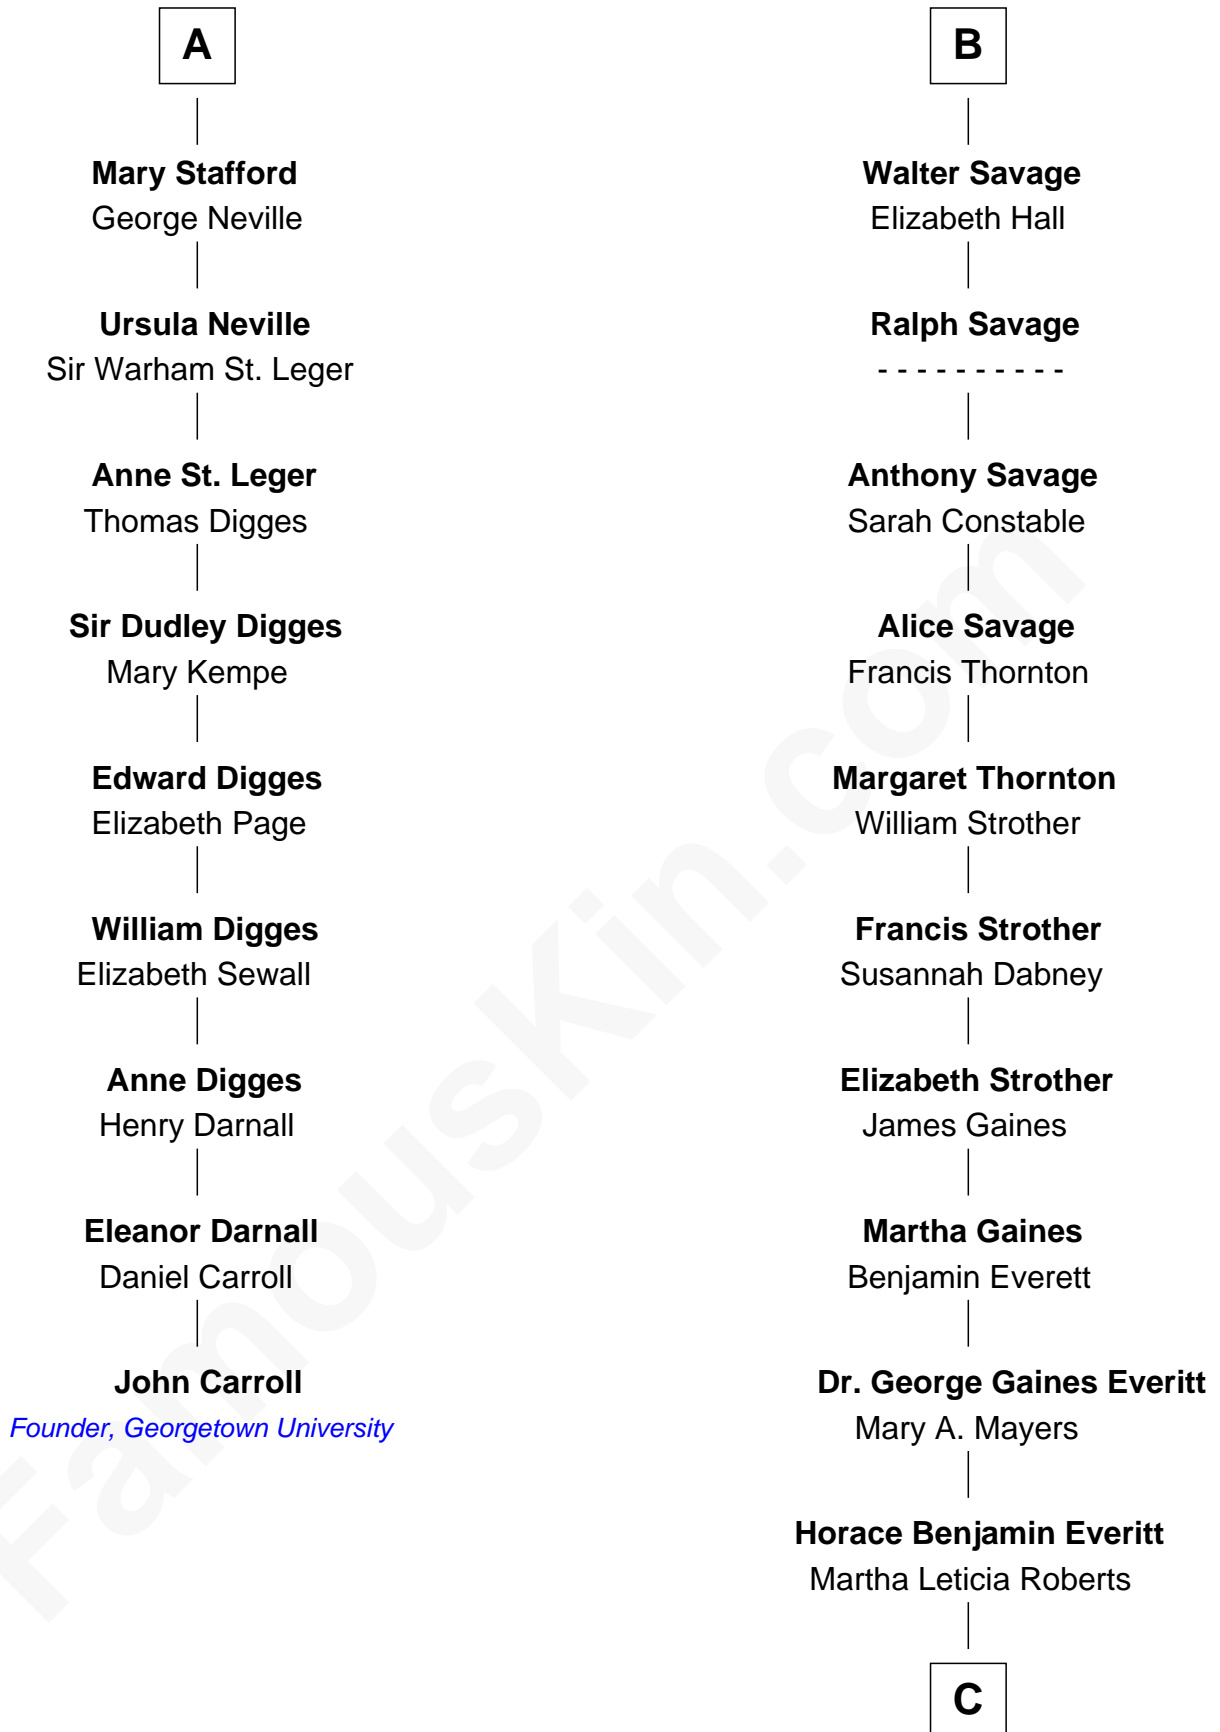 A
Mary Stafford
George Neville
Ursula Neville
Sir Warham St. Leger
Anne St. Leger
Thomas Digges
Sir Dudley Digges
Mary Kempe
Edward Digges
Elizabeth Page
William Digges
Elizabeth Sewall
Anne Digges
Henry Darnall
Eleanor Darnall
Daniel Carroll
John Carroll
Founder, Georgetown University
B
Walter Savage
Elizabeth Hall
Ralph Savage
- - - - - - - - - -
Anthony Savage
Sarah Constable
Alice Savage
Francis Thornton
Margaret Thornton
William Strother
Francis Strother
Susannah Dabney
Elizabeth Strother
James Gaines
Martha Gaines
Benjamin Everett
Dr. George Gaines Everitt
Mary A. Mayers
Horace Benjamin Everitt
Martha Leticia Roberts
C
FamousKin.com